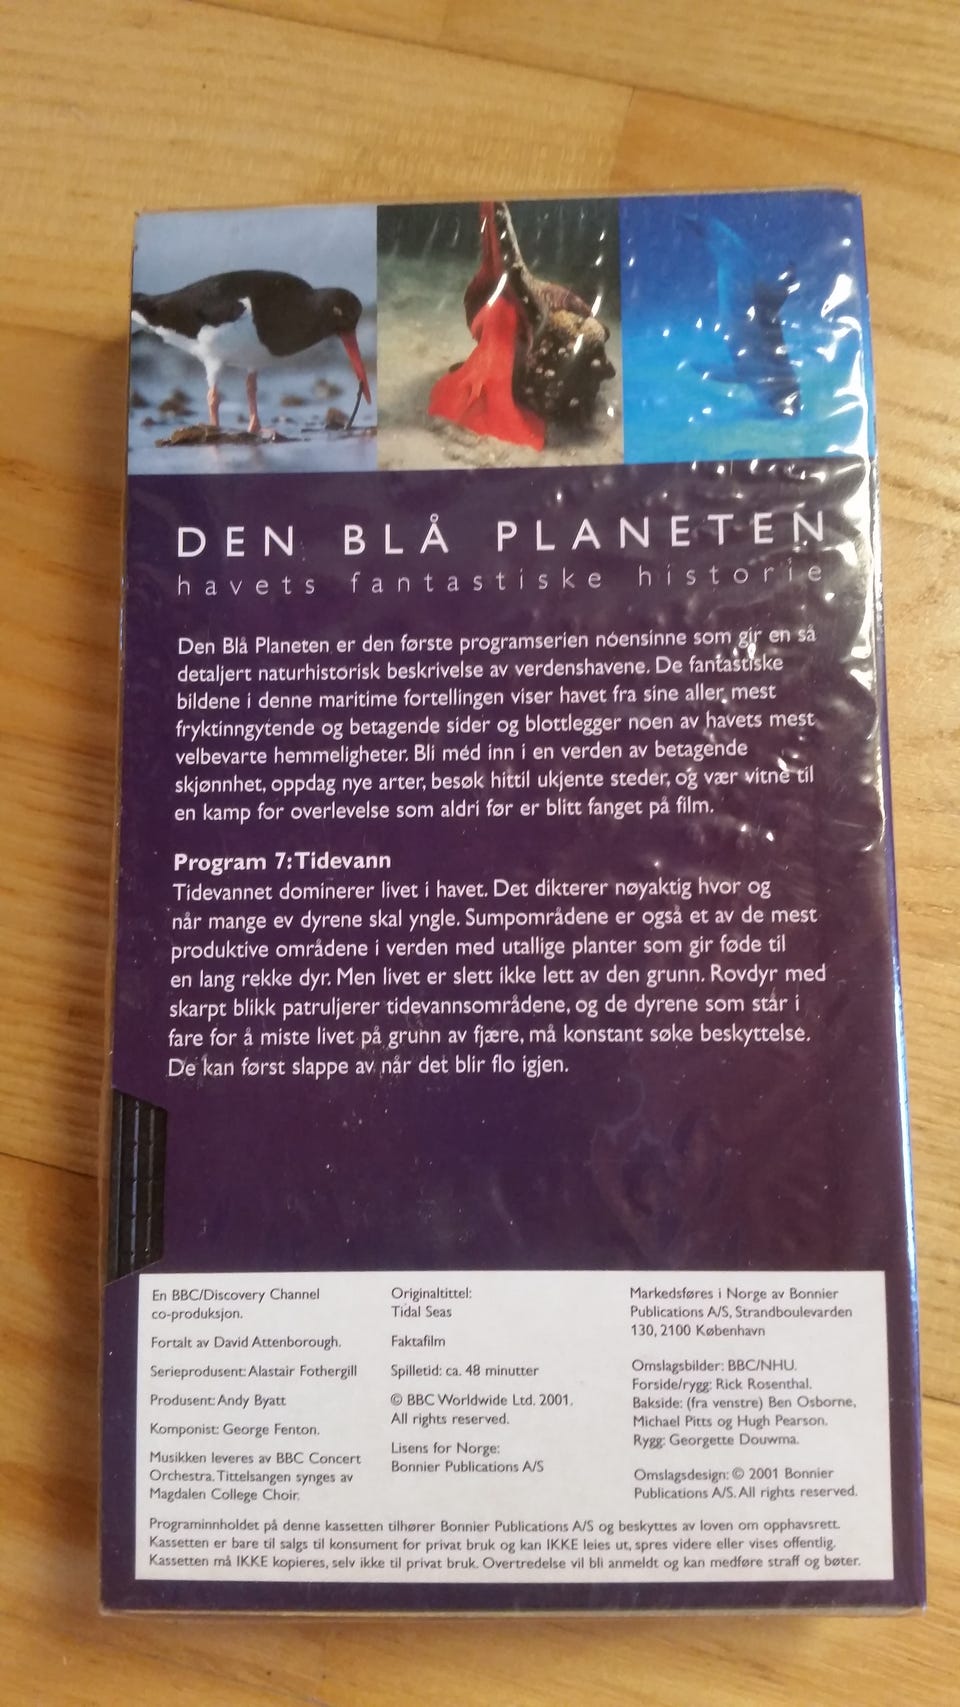 DEN BLÅ PLANETEN
havets fantastiske historie
Den Blå Planeten er den første programserien noensinne som gir en så
detaljert naturhistorisk beskrivelse av verdenshavene. De fantastiske
bildene i denne maritime fortellingen viser havet fra sine aller mest
fryktinngytende og betagende sider og blottlegger noen av havets mest
velbevarte hemmeligheter. Bli med inn i en verden av betagende
skjønnhet, oppdag nye arter, besøk hittil ukjente steder, og vær vitne til
en kamp for overlevelse som aldri før er blitt fanget på film.
Program 7: Tidevann
Tidevannet dominerer livet i havet. Det dikterer nøyaktig hvor og
når mange ev dyrene skal yngle. Sumpområdene er også et av de mest
produktive områdene i verden med utallige planter som gir føde til
en lang rekke dyr. Men livet er slett ikke lett av den grunn. Rovdyr med
skarpt blikk patruljerer tidevannsområdene, og de dyrene som står i
fare for å miste livet på grunn av fjære, må konstant søke beskyttelse.
De kan først slappe av når det blir flo igjen.
En BBC/Discovery Channel
co-produksjon.
Fortalt av David Attenborough.
Serieprodusent: Alastair Fothergill
Produsent: Andy Byatt
Komponist: George Fenton.
Musikken leveres av BBC Concert
Orchestra. Tittelsangen synges av
Magdalen College Choir.
Originaltittel:
Tidal Seas
Faktafilm
Spilletid: ca. 48 minutter
© BBC Worldwide Ltd. 2001.
All rights reserved.
Lisens for Norge:
Bonnier Publications A/S
Markedsføres i Norge av Bonnier
Publications A/S, Strandboulevarden
130, 2100 København
Omslagsbilder: BBC/NHU.
Forside/rygg: Rick Rosenthal.
Bakside: (fra venstre) Ben Osborne,
Michael Pitts og Hugh Pearson.
Rygg: Georgette Douwma.
Omslagsdesign: © 2001 Bonnier
Publications A/S. All rights reserved.
Programinnholdet på denne kassetten tilhører Bonnier Publications A/S og beskyttes av loven om opphavsrett.
Kassetten er bare til salgs til konsument for privat bruk og kan IKKE leies ut, spres videre eller vises offentlig.
Kassetten må IKKE kopieres, selv ikke til privat bruk. Overtredelse vil bli anmeldt og kan medføre straff og bøter.